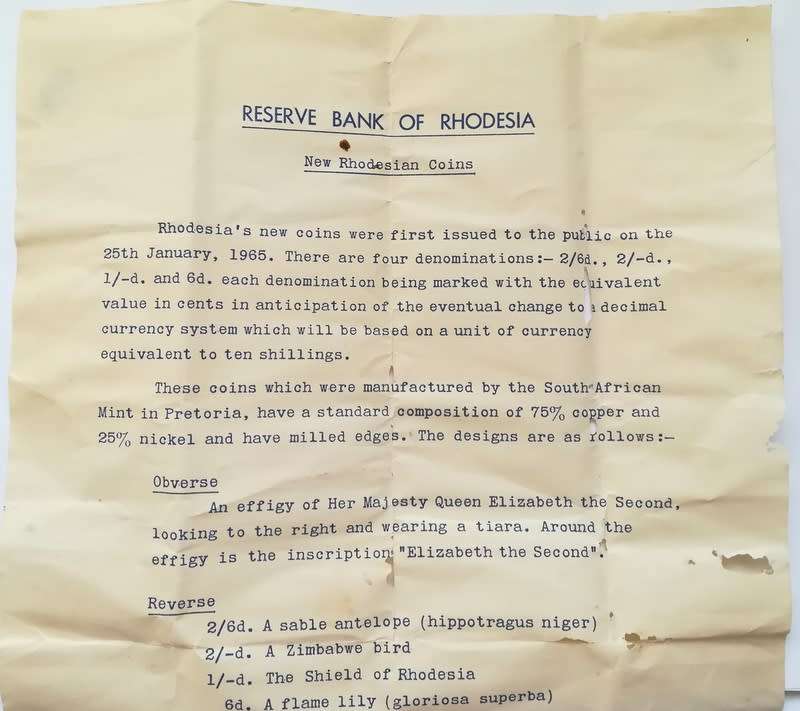 RESERVE BANK OF RHODESIA
New Rhodesian Coins
Rhodesia's new coins were first issued to the public on the
25th January, 1965. There are four denominations:– 2/6d., 2/–d.,
1/–d. and 6d. each denomination being marked with the equivalent
value in cents in anticipation of the eventual change to a decimal
currency system which will be based on a unit of currency
equivalent to ten shillings.
These coins which were manufactured by the South African
Mint in Pretoria, have a standard composition of 75% copper and
25% nickel and have milled edges. The designs are as follows:–
Obverse
An effigy of Her Majesty Queen Elizabeth the Second,
looking to the right and wearing a tiara. Around the
effigy is the inscription "Elizabeth the Second".
Reverse
2/6d. A sable antelope (hippotragus niger)
2/–d. A Zimbabwe bird
1/–d. The Shield of Rhodesia
6d. A flame lily (gloriosa superba)